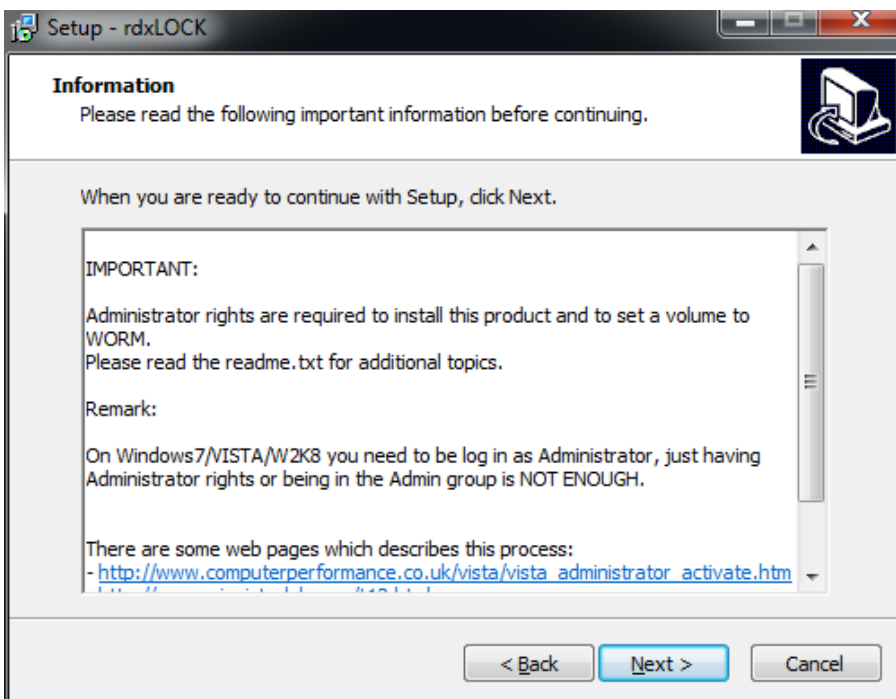 Setup - rdxLOCK
Information
Please read the following important information before continuing.
When you are ready to continue with Setup, click Next.
IMPORTANT:
Administrator rights are required to install this product and to set a volume to
WORM.
Please read the readme.txt for additional topics.
Remark:
On Windows7/VISTA/W2K8 you need to be log in as Administrator, just having
Administrator rights or being in the Admin group is NOT ENOUGH.
There are some web pages which describes this process:
- http://www.computerperformance.co.uk/vista/vista_administrator_activate.htm
< Back
Next >
Cancel